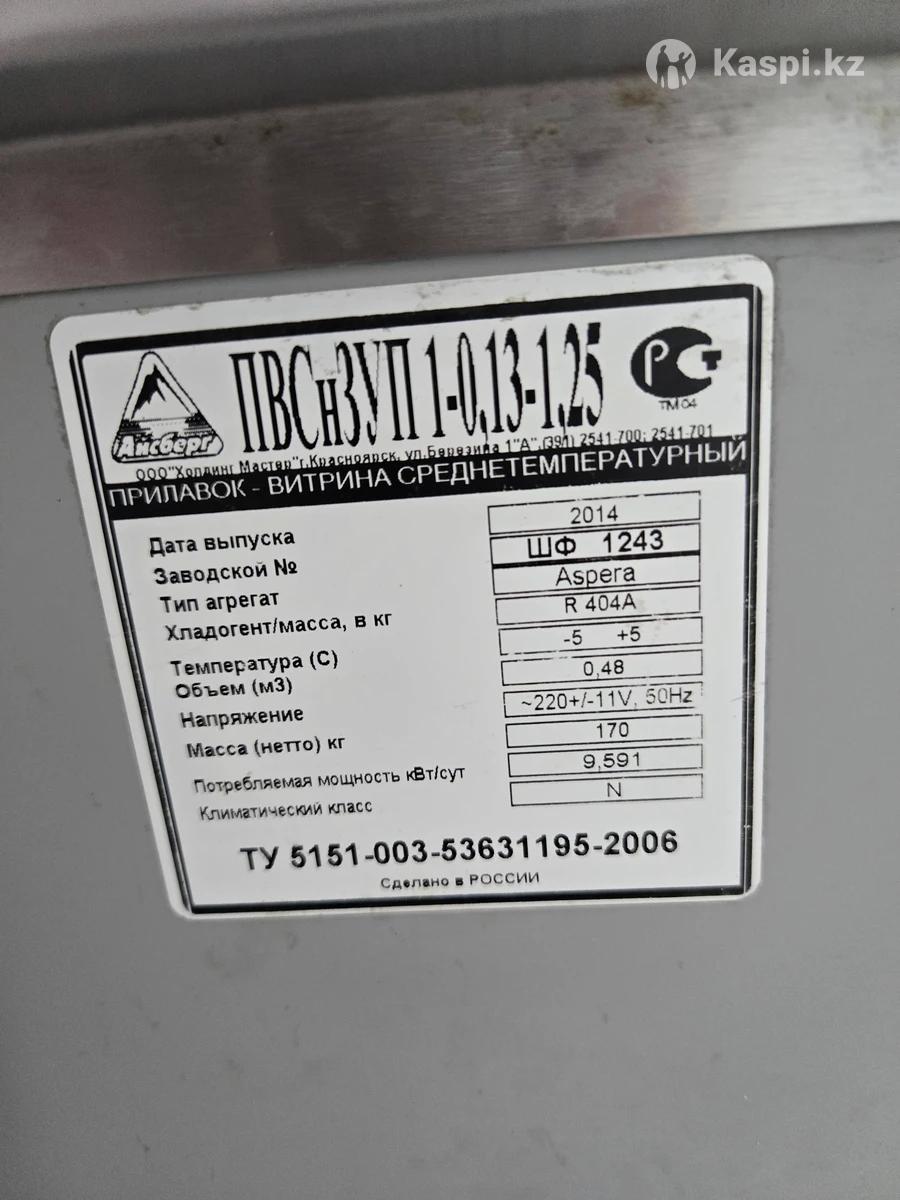 Kaspi.kz
ПВСнЗУП 1-0,13-1,25
Айсберг
РСТ
ТМ04
ООО"Холдинг Мастер"г.Красноярск, ул.Березина 1"А",(391) 2541-700; 2541-701
ПРИЛАВОК - ВИТРИНА СРЕДНЕТЕМПЕРАТУРНЫЙ
Дата выпуска 2014
Заводской № ШФ 1243
Тип агрегат Aspera
Хладогент/масса, в кг R 404A
Температура (С) -5 +5
Объем (м3) 0,48
Напряжение ~220+/-11V, 50Hz
Масса (нетто) кг 170
Потребляемая мощность кВт/сут 9,591
Климатический класс N
ТУ 5151-003-53631195-2006
Сделано в РОССИИ